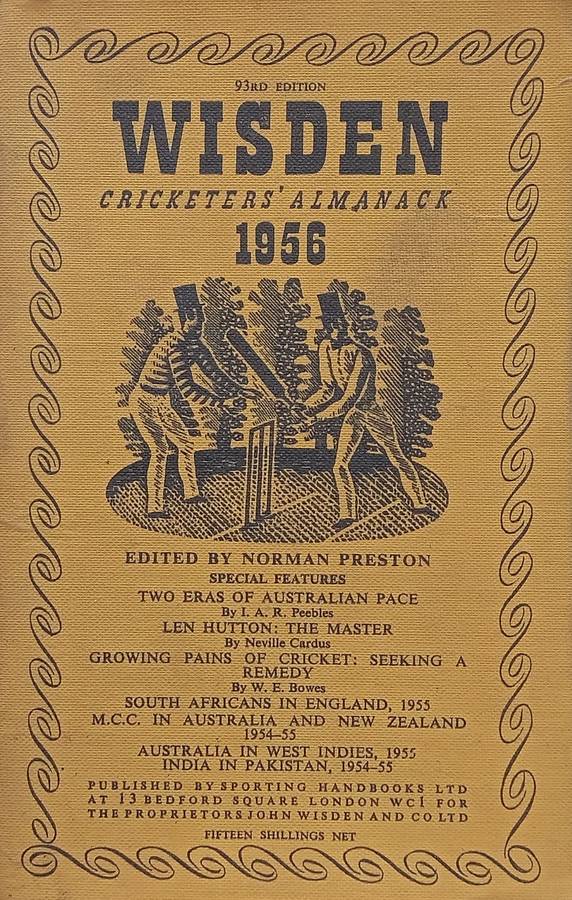 93RD EDITION
WISDEN
CRICKETERS' ALMANACK
1956
EDITED BY NORMAN PRESTON
SPECIAL FEATURES
TWO ERAS OF AUSTRALIAN PACE
By I. A. R. Peebles
LEN HUTTON: THE MASTER
By Neville Cardus
GROWING PAINS OF CRICKET: SEEKING A
REMEDY
By W. E. Bowes
SOUTH AFRICANS IN ENGLAND, 1955
M.C.C. IN AUSTRALIA AND NEW ZEALAND
1954–55
AUSTRALIA IN WEST INDIES, 1955
INDIA IN PAKISTAN, 1954–55
PUBLISHED BY SPORTING HANDBOOKS LTD
AT 13 BEDFORD SQUARE LONDON WC1 FOR
THE PROPRIETORS JOHN WISDEN AND CO LTD
FIFTEEN SHILLINGS NET